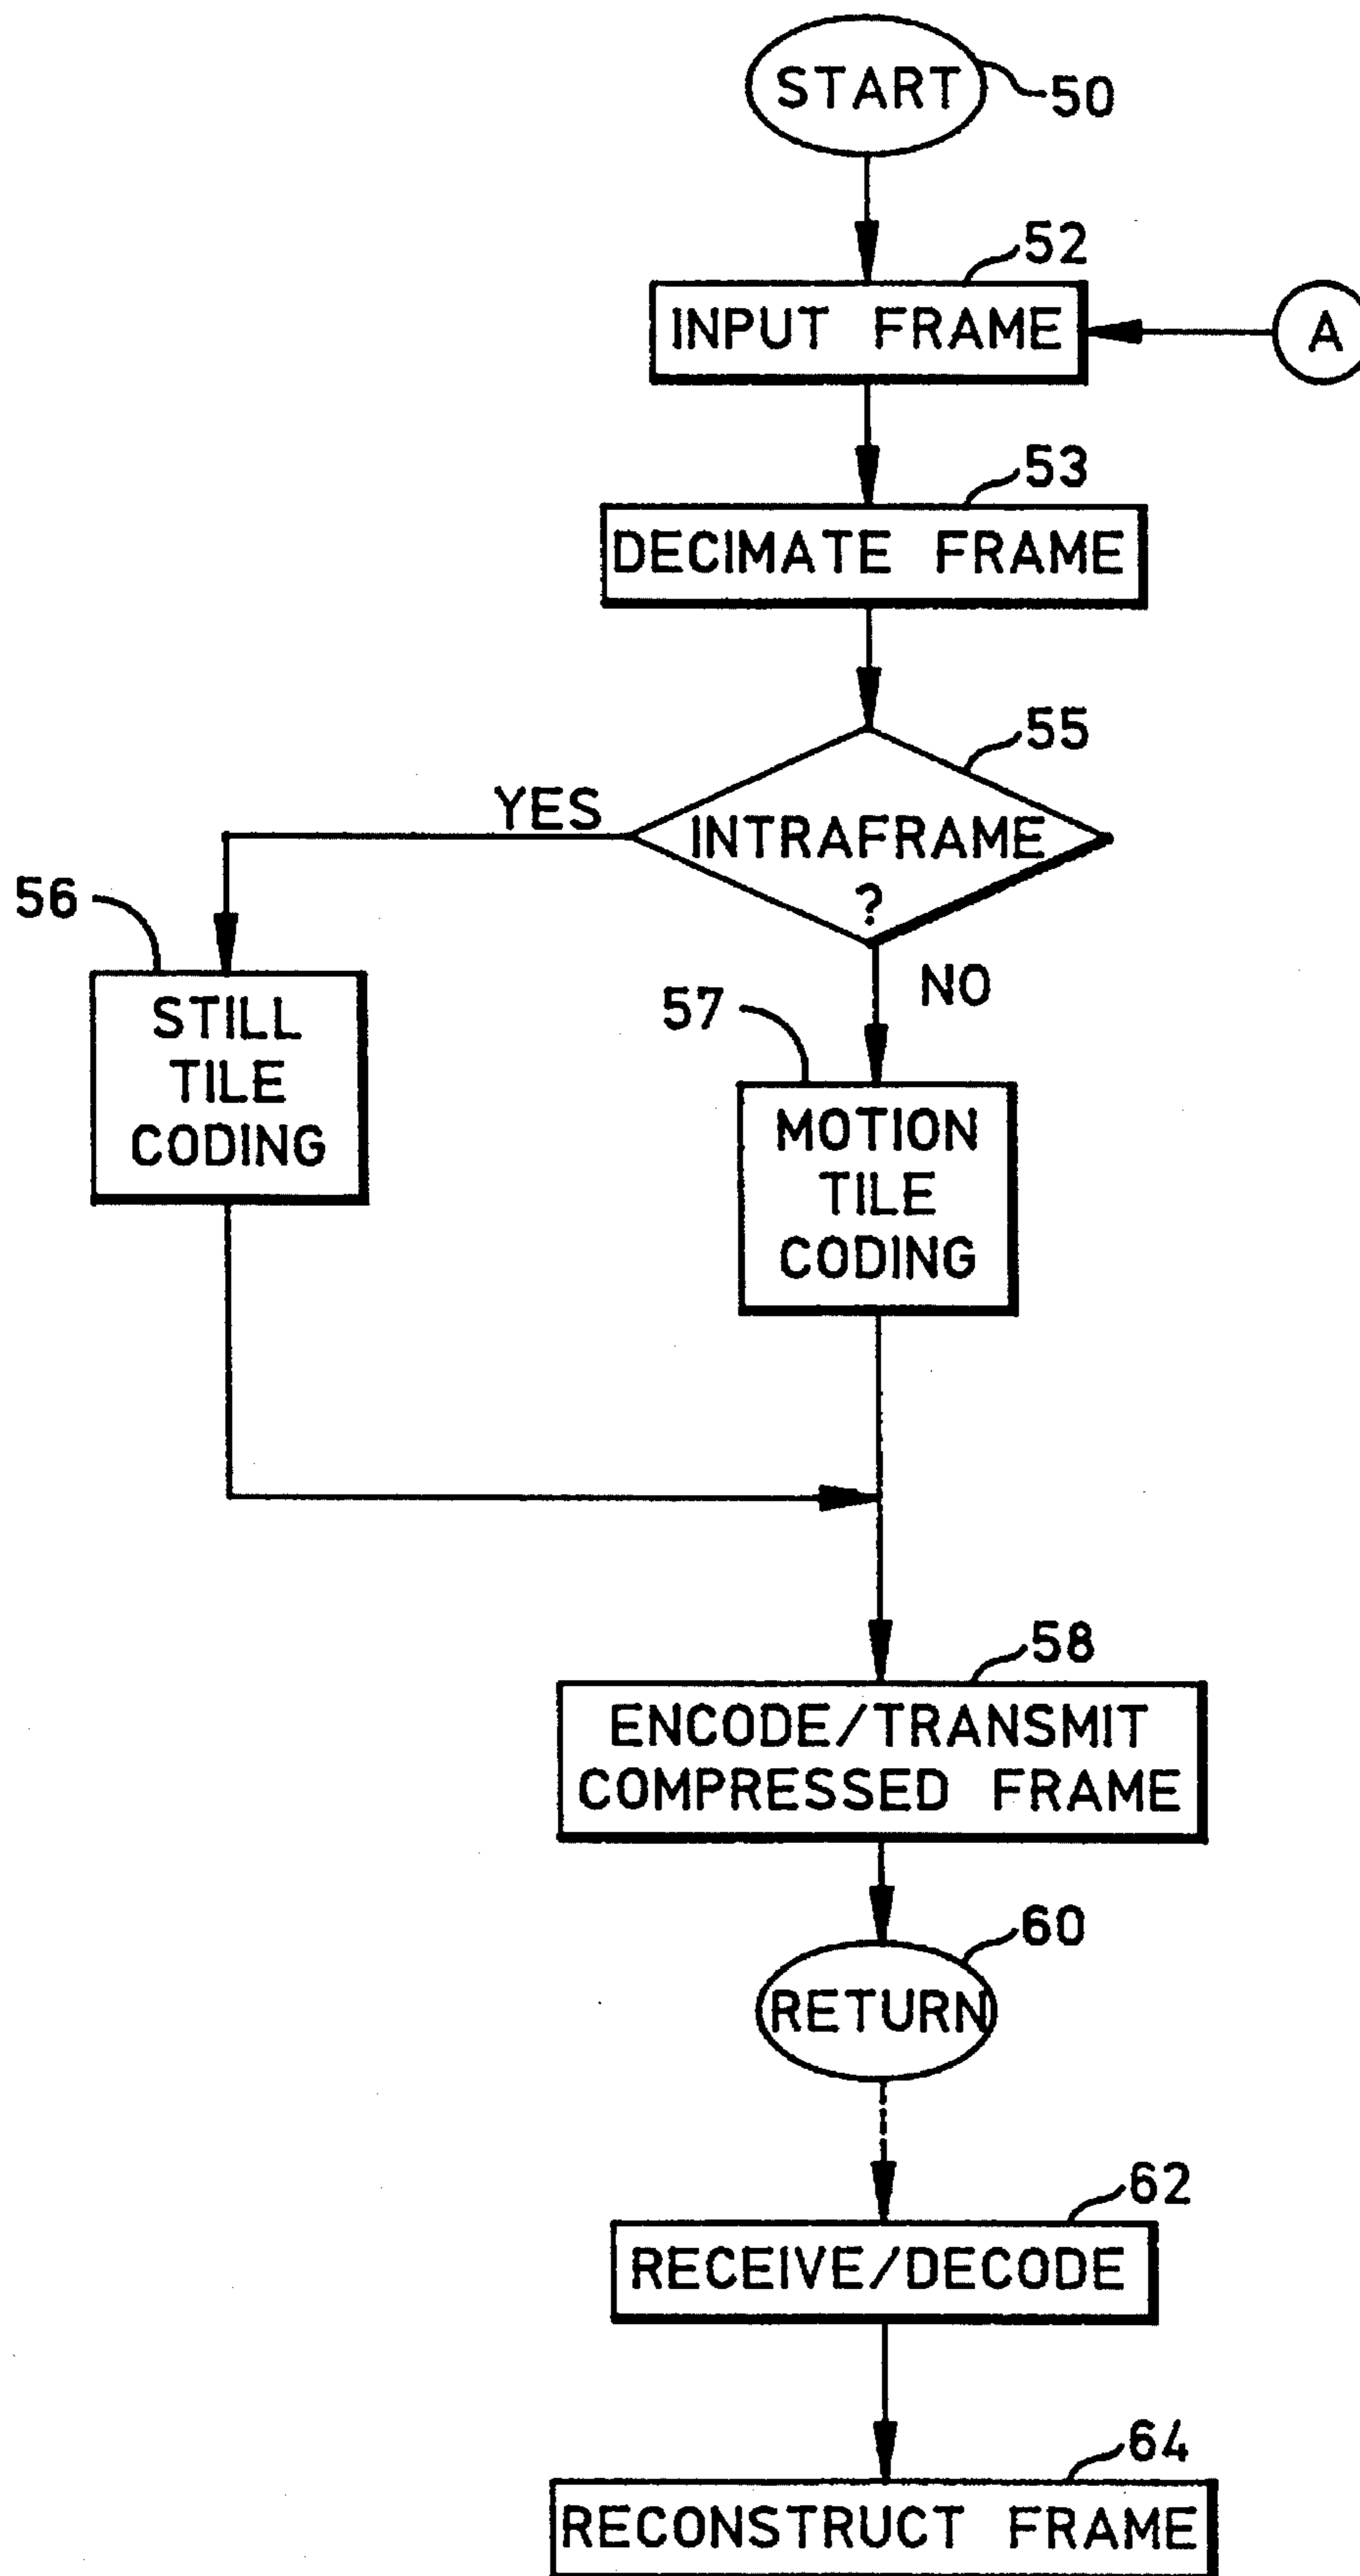 START
50
52
INPUT FRAME
A
53
DECIMATE FRAME
55
YES
INTRAFRAME
?
56
NO
STILL
TILE
CODING
57
MOTION
TILE
CODING
58
ENCODE/TRANSMIT
COMPRESSED FRAME
60
RETURN
62
RECEIVE/DECODE
64
RECONSTRUCT FRAME